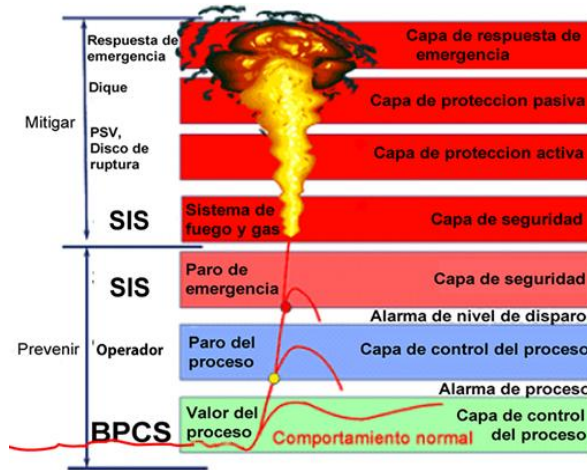 Respuesta de
emergencia
Capa de respuesta de
emergencia
Dique
Capa de proteccion pasiva
Mitigar
PSV,
Disco de
ruptura
Capa de proteccion activa
SIS
Sistema de
fuego y gas
Capa de seguridad
SIS
Paro de
emergencia
Capa de seguridad
Alarma de nivel de disparo
Prevenir
Operador
Paro del
proceso
Capa de control del proceso
Alarma de proceso
BPCS
Valor del
proceso
Comportamiento normal
Capa de control
del proceso